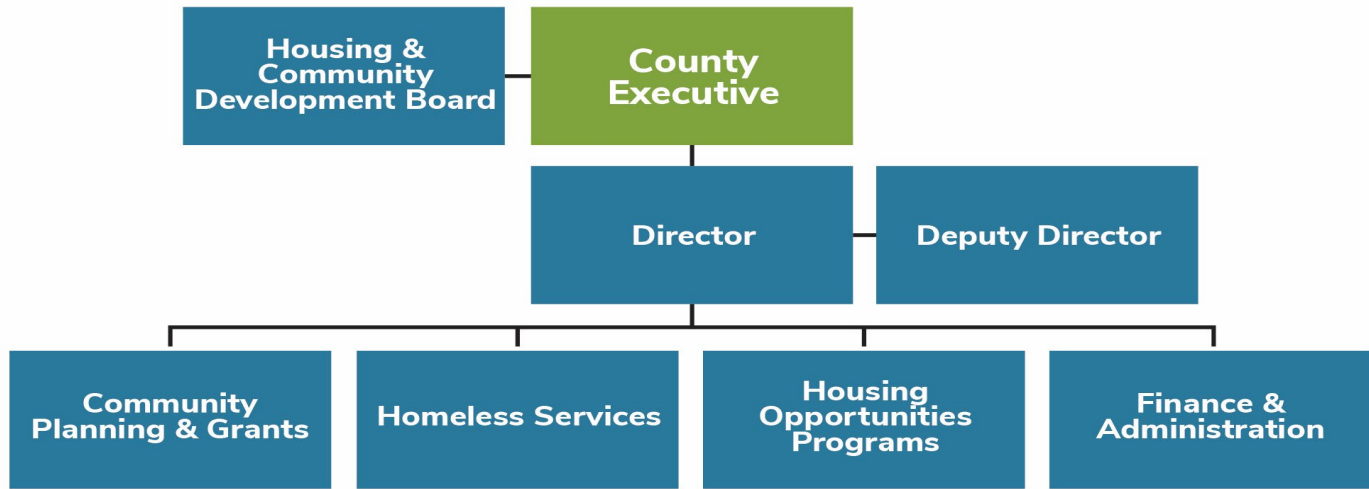 Housing &
Community
Development Board
County
Executive
Director
Deputy Director
Community
Planning & Grants
Homeless Services
Housing
Opportunities
Programs
Finance &
Administration